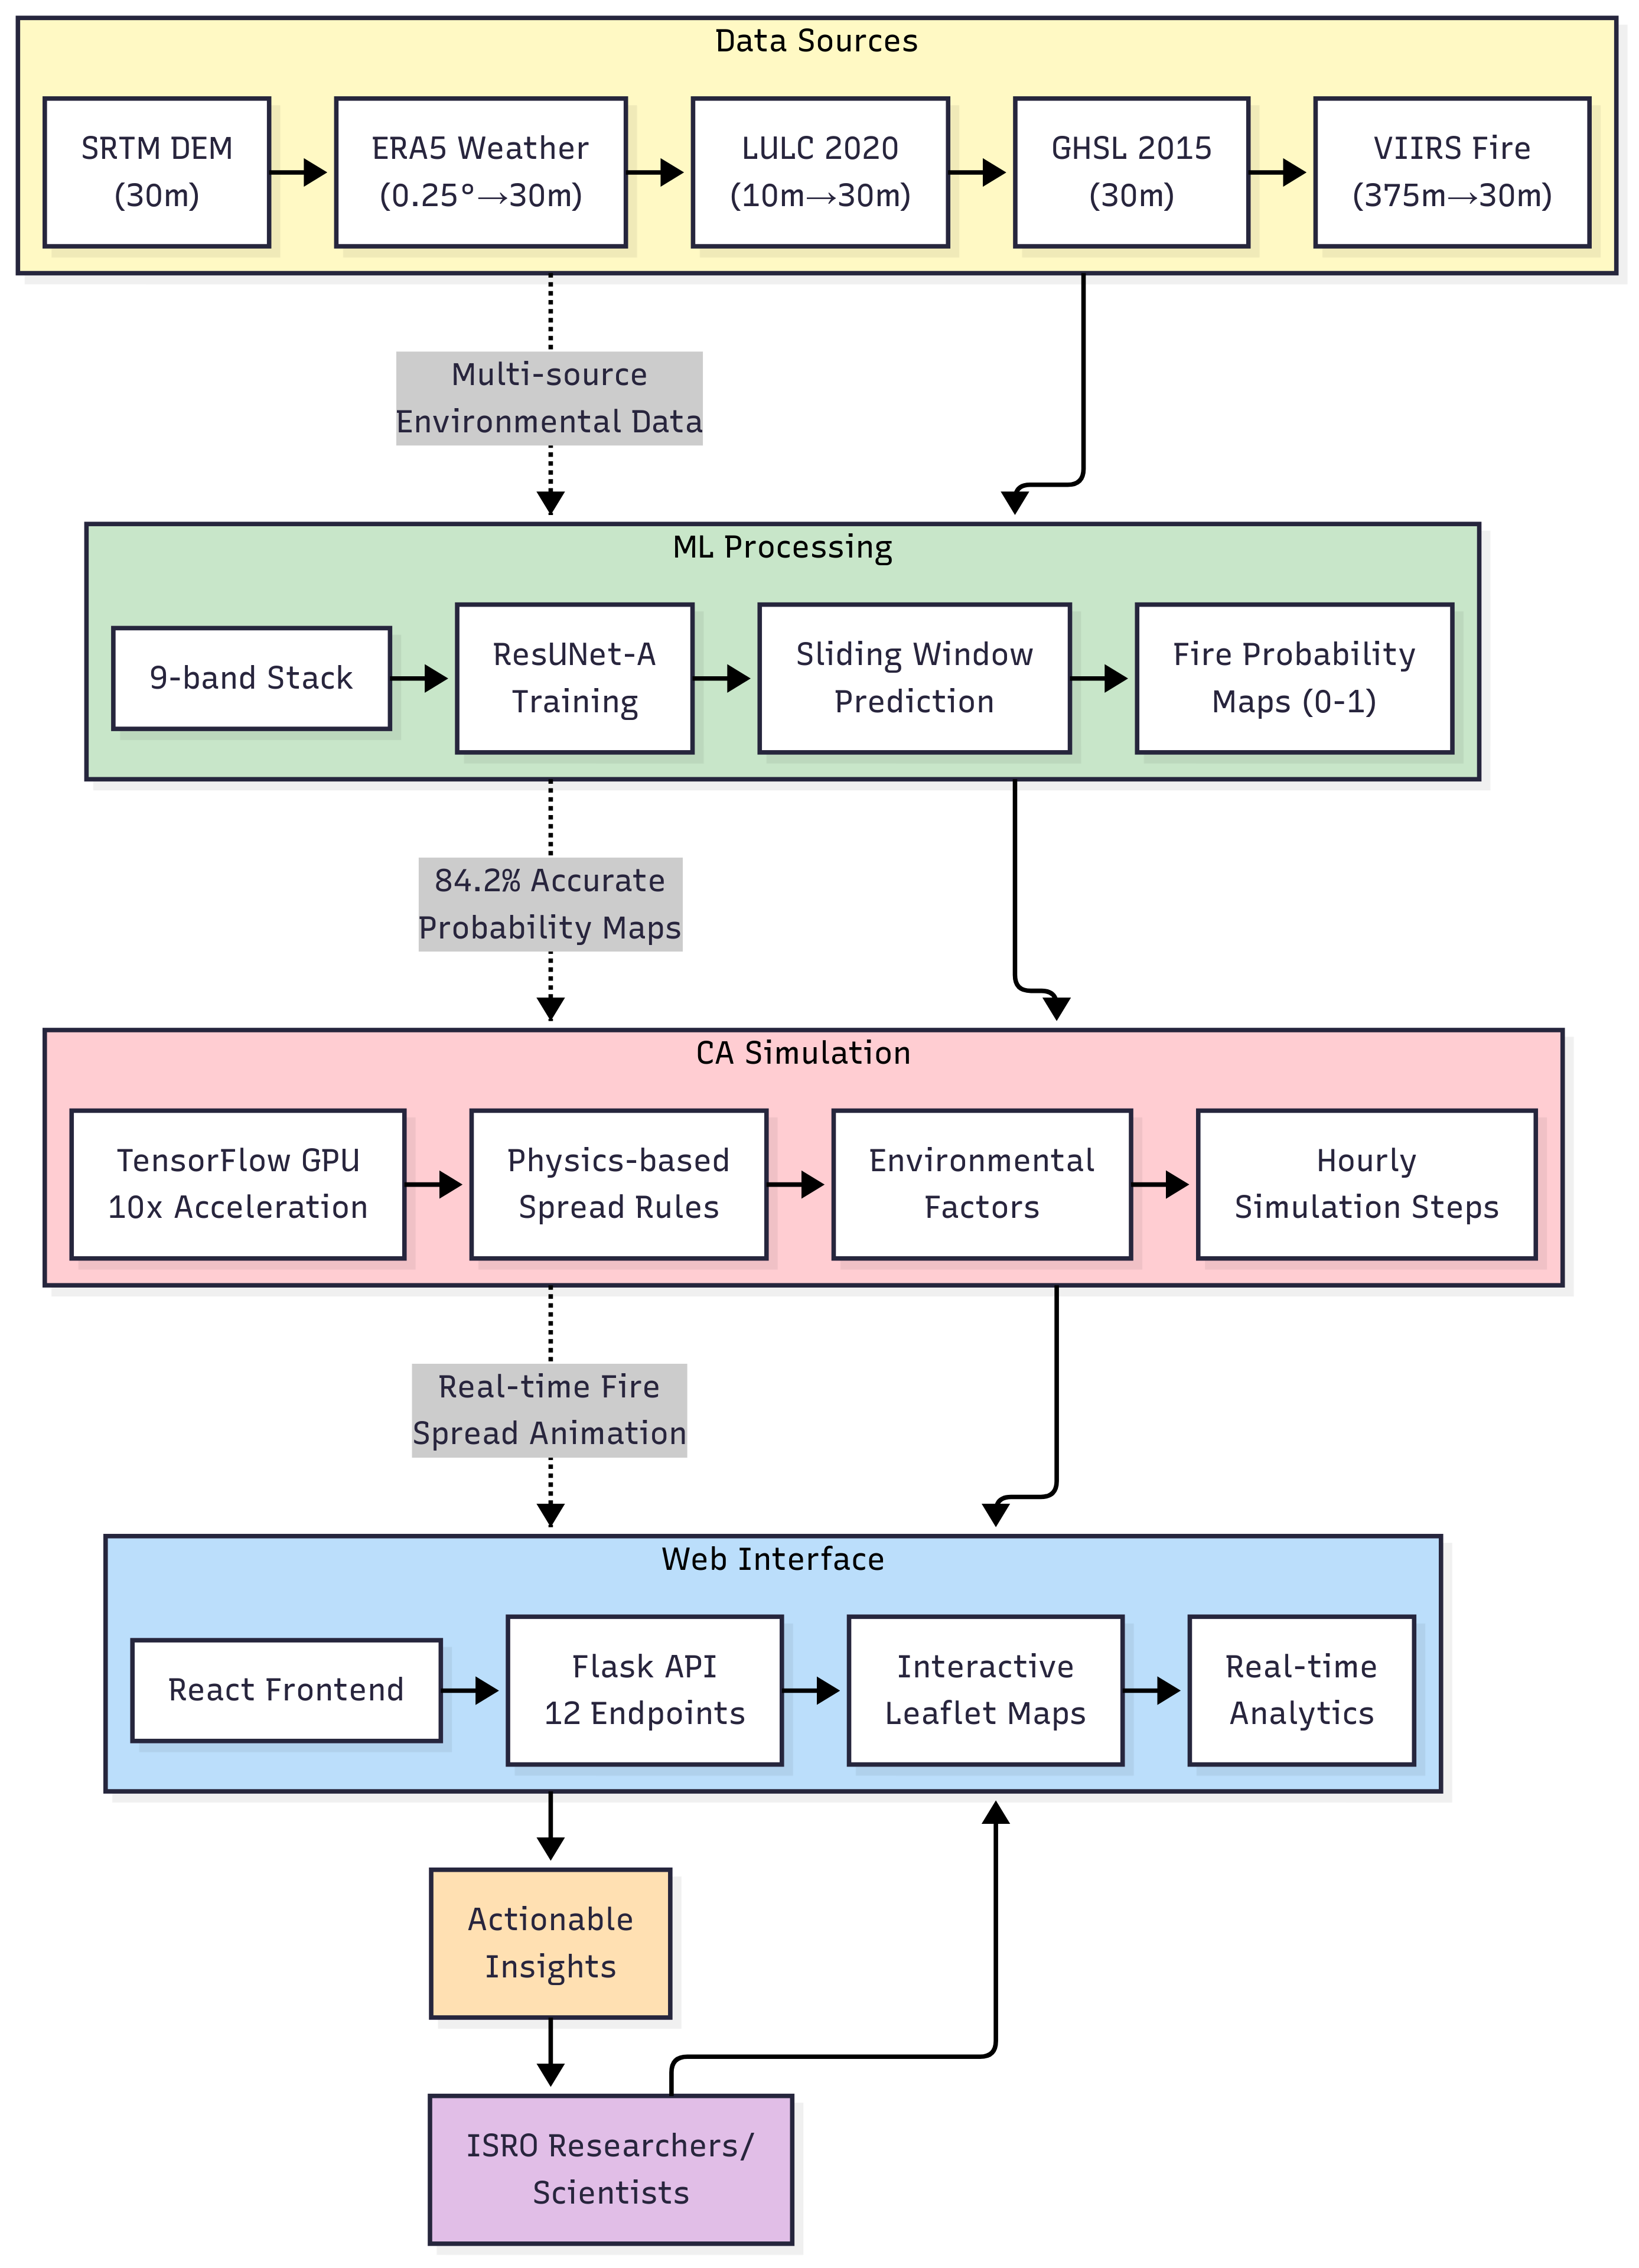 Data Sources
SRTM DEM
(30m)
ERA5 Weather
(0.25°→30m)
LULC 2020
(10m→30m)
GHSL 2015
(30m)
VIIRS Fire
(375m→30m)
Multi-source
Environmental Data
ML Processing
9-band Stack
ResUNet-A
Training
Sliding Window
Prediction
Fire Probability
Maps (0-1)
84.2% Accurate
Probability Maps
CA Simulation
TensorFlow GPU
10x Acceleration
Physics-based
Spread Rules
Environmental
Factors
Hourly
Simulation Steps
Real-time Fire
Spread Animation
Web Interface
React Frontend
Flask API
12 Endpoints
Interactive
Leaflet Maps
Real-time
Analytics
Actionable
Insights
ISRO Researchers/
Scientists